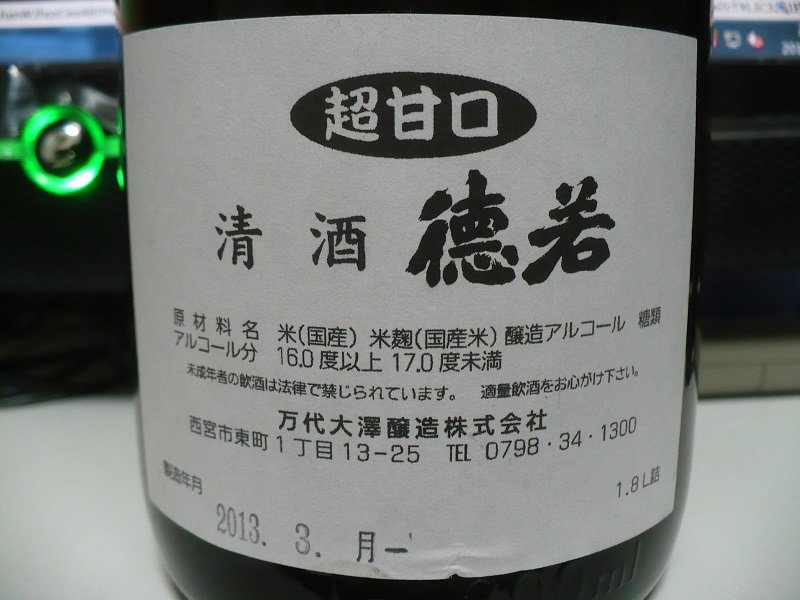 超甘口
清酒 德若
原材料名 米(国産) 米麹(国産米) 醸造アルコール 糖類
アルコール分 16.0度以上17.0度未満
未成年者の飲酒は法律で禁じられています。 適量飲酒をお心がけ下さい。
万代大澤醸造株式会社
西宮市東町1丁目13-25 TEL 0798・34・1300
製造年月
1.8L詰
2013. 3. 月